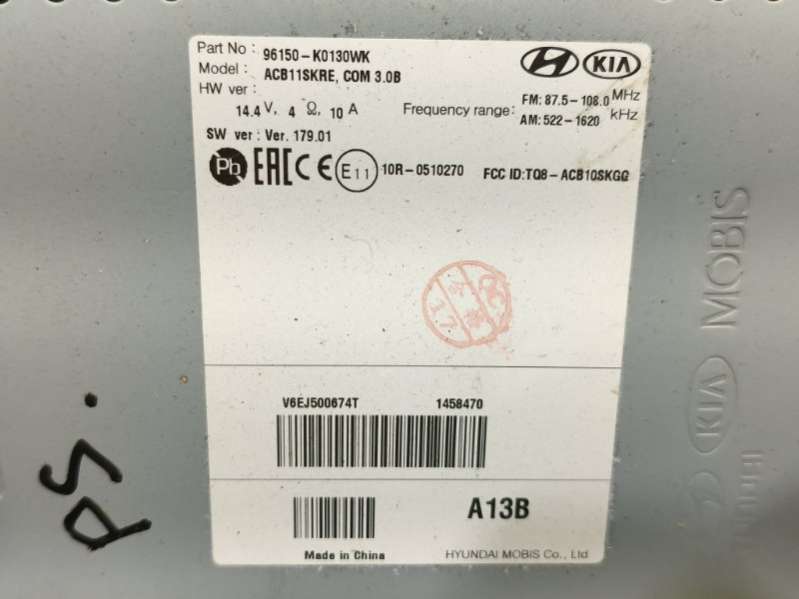 Part No : 96150-K0130WK
Model : ACB11SKRE, COM 3.0B
HW ver :
14.4 V, 4 Ω, 10 A
Frequency range: FM: 87.5-108.0 MHz
AM: 522-1620 kHz
SW ver : Ver. 179.01
KIA
Pb EAC CE E11 10R-0510270 FCC ID:TQ8-ACB10SKGG
V6EJ500674T 1458470
A13B
Made in China HYUNDAI MOBIS Co., Ltd
MOBIS
KIA